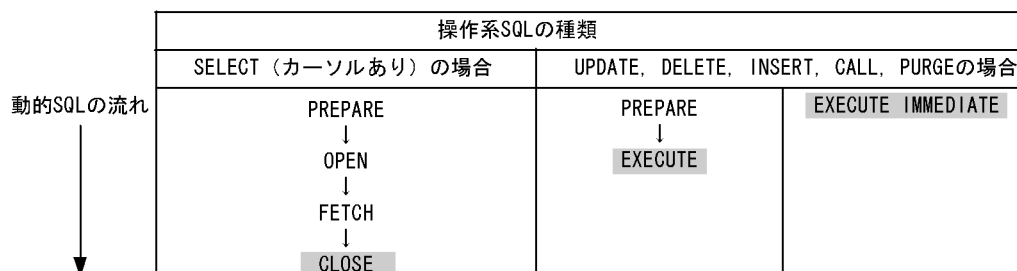 操作系SQLの種類
SELECT（カーソルあり）の場合
UPDATE, DELETE, INSERT, CALL, PURGEの場合
動的SQLの流れ
PREPARE
↓
OPEN
↓
FETCH
↓
CLOSE
PREPARE
↓
EXECUTE
EXECUTE IMMEDIATE